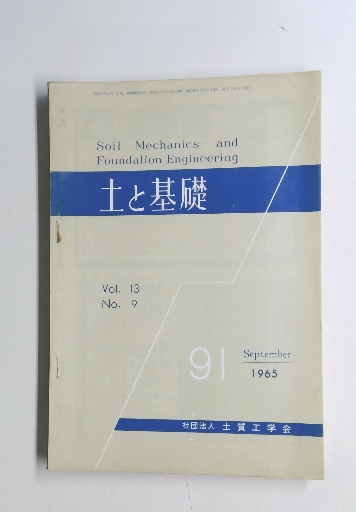 Soil Mechanics and
Foundation Engineering
土と基礎
Vol. 13
No. 9
91
September
1965
社団法人 土質工学会